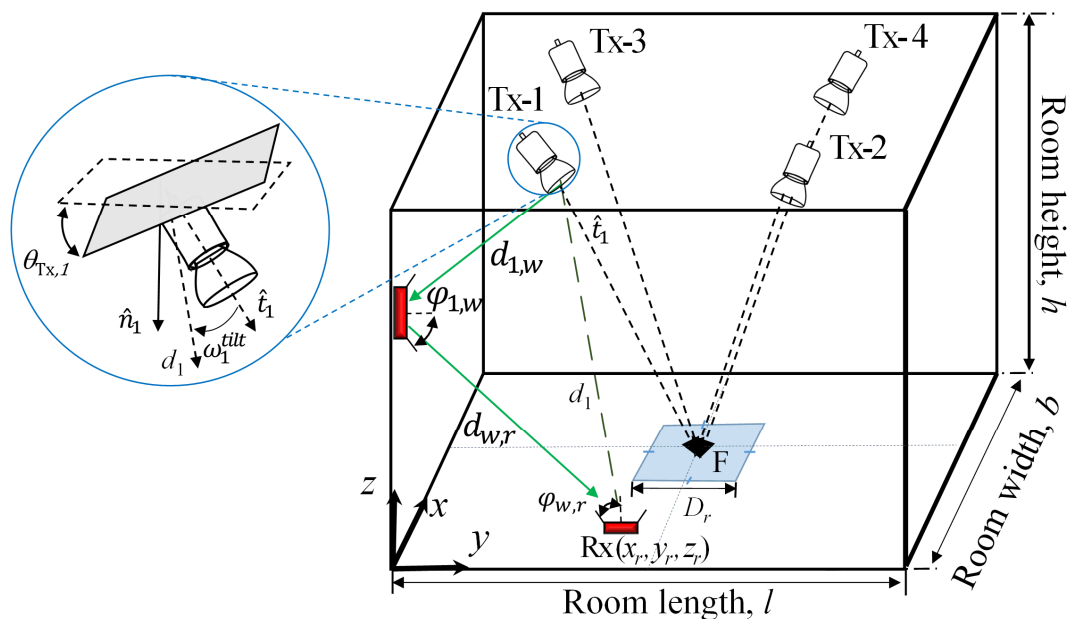 Tx-3
Tx-4
Tx-1
Tx-2
Room height, h
t̂₁
d₁,w
θTx,1
φ₁,w
n̂₁
t̂₁
d₁
ω₁ᵗⁱˡᵗ
d₁
dw,r
F
z
x
φw,r
Dᵣ
Room width, b
y
Rx(xᵣ, yᵣ, zᵣ)
Room length, l